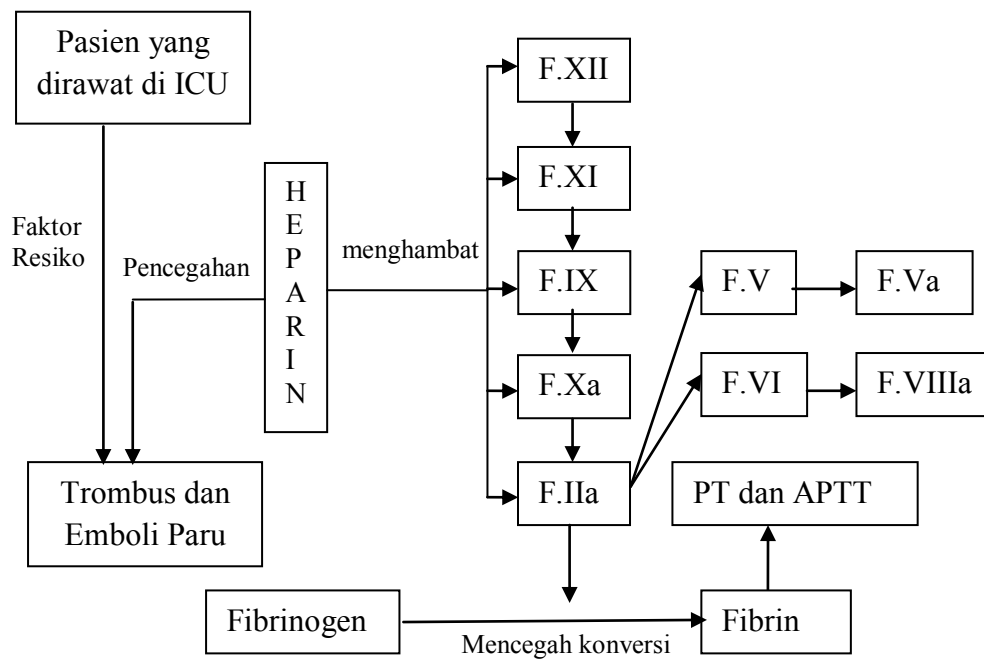 Pasien yang
dirawat di ICU
F.XII
H
E
P
A
R
I
N
F.XI
Faktor
Resiko
Pencegahan
menghambat
F.IX
F.V
F.Va
F.Xa
F.VI
F.VIIIa
Trombus dan
Emboli Paru
F.IIa
PT dan APTT
Fibrinogen
Mencegah konversi
Fibrin